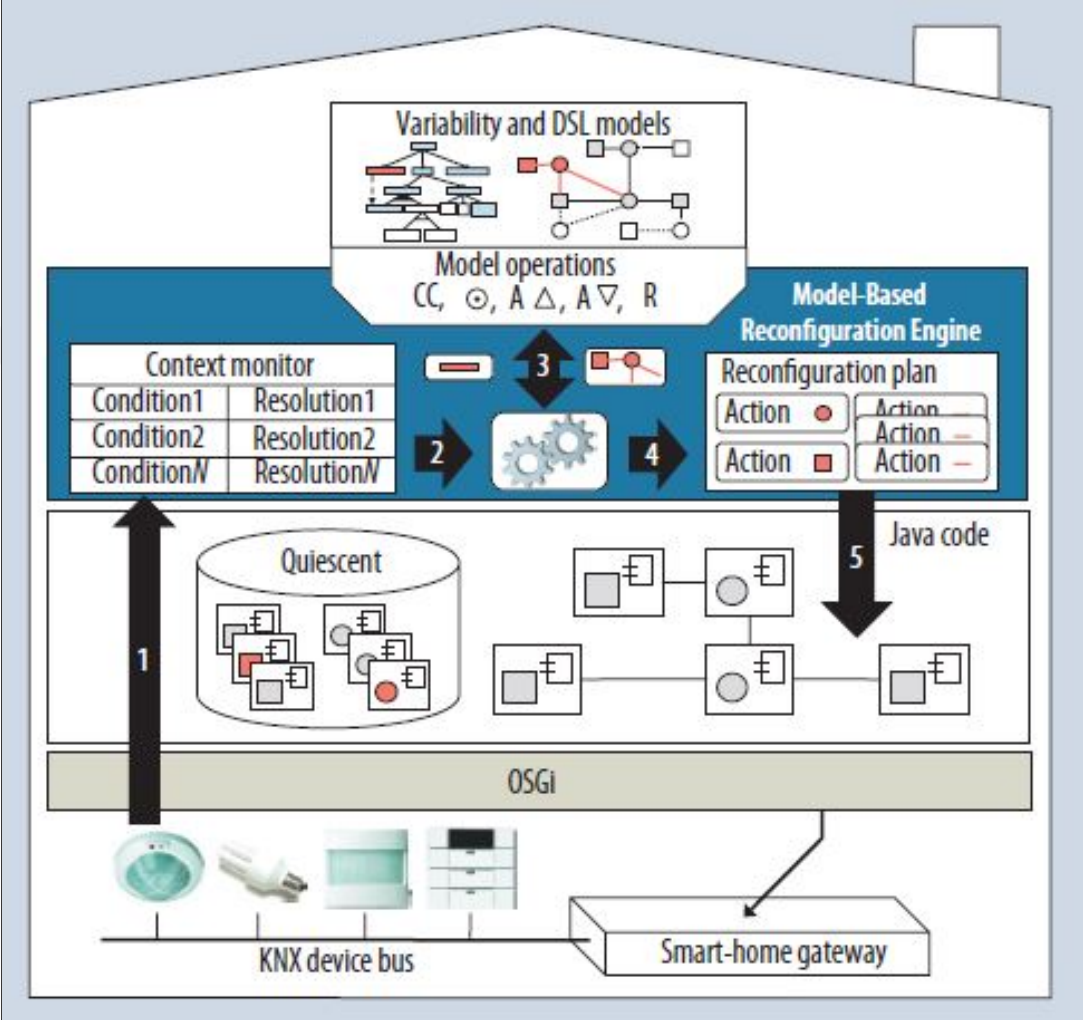 Variability and DSL models
Model operations
CC, ⊙, A △, A ▽, R
Model-Based
Reconfiguration Engine
Context monitor
Condition1 Resolution1
Condition2 Resolution2
ConditionN ResolutionN
2
3
4
Reconfiguration plan
Action Action
Action
Action Action
1
Quiescent
5
Java code
OSGi
KNX device bus
Smart-home gateway